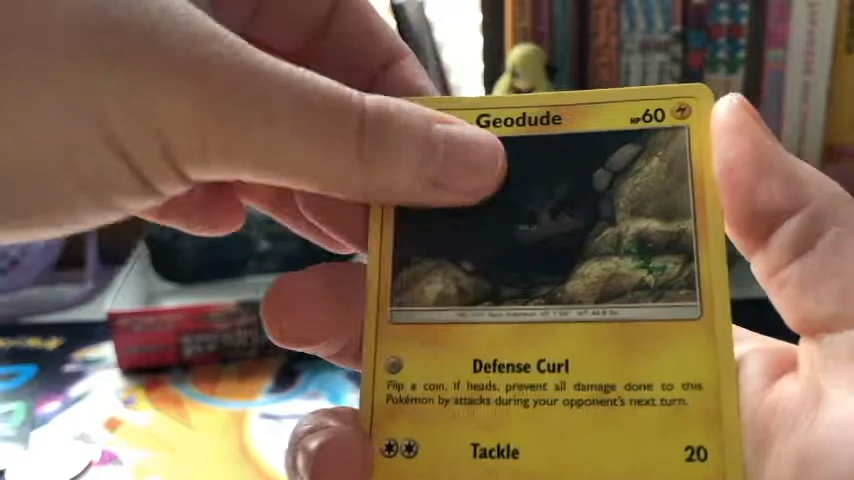 Geodude
HP60
Defense Curl
Flip a coin. If heads, prevent all damage done to this
Pokémon by attacks during your opponent's next turn.
Tackle 20